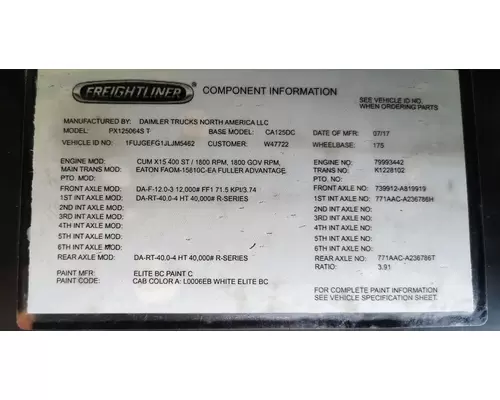 FREIGHTLINER COMPONENT INFORMATION
SEE VEHICLE ID NO.
WHEN ORDERING PARTS
MANUFACTURED BY: DAIMLER TRUCKS NORTH AMERICA LLC
MODEL: PX125064S T BASE MODEL: CA125DC DATE OF MFR: 07/17
VEHICLE ID NO: 1FUJGEFG1JLJM5462 CUSTOMER: W47722 WHEELBASE: 175
ENGINE MOD: CUM X15 400 ST / 1800 RPM, 1800 GOV RPM, ENGINE NO: 79993442
MAIN TRANS MOD: EATON FAOM-15810C-EA FULLER ADVANTAGE. TRANS NO: K1228102
PTO. MOD: PTO NO:
FRONT AXLE MOD: DA-F-12.0-3 12,000# FF1 71.5 KPI/3.74 FRONT AXLE NO: 739912-A819919
1ST INT AXLE MOD: DA-RT-40.0-4 HT 40,000# R-SERIES 1ST INT AXLE NO: 771AAC-A236786H
2ND INT AXLE MOD: 2ND INT AXLE NO:
3RD INT AXLE MOD: 3RD INT AXLE NO:
4TH INT AXLE MOD: 4TH INT AXLE NO:
5TH INT AXLE MOD: 5TH INT AXLE NO:
6TH INT AXLE MOD: 6TH INT AXLE NO:
REAR AXLE MOD: DA-RT-40.0-4 HT 40,000# R-SERIES REAR AXLE NO: 771AAC-A236786T
RATIO: 3.91
PAINT MFR: ELITE BC PAINT C
PAINT CODE: CAB COLOR A: L0006EB WHITE ELITE BC
FOR COMPLETE PAINT INFORMATION
SEE VEHICLE SPECIFICATION SHEET.